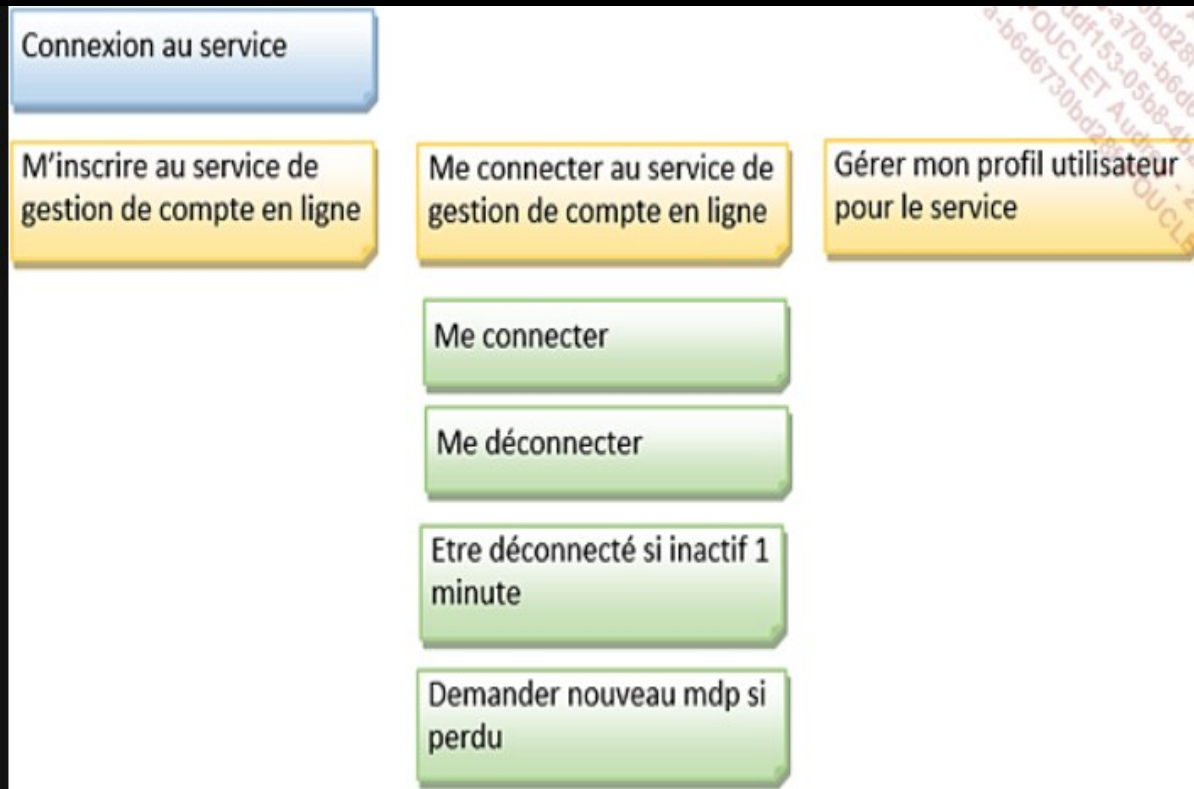 Connexion au service
M'inscrire au service de
gestion de compte en ligne
Me connecter au service de
gestion de compte en ligne
Gérer mon profil utilisateur
pour le service
Me connecter
Me déconnecter
Etre déconnecté si inactif 1
minute
Demander nouveau mdp si
perdu